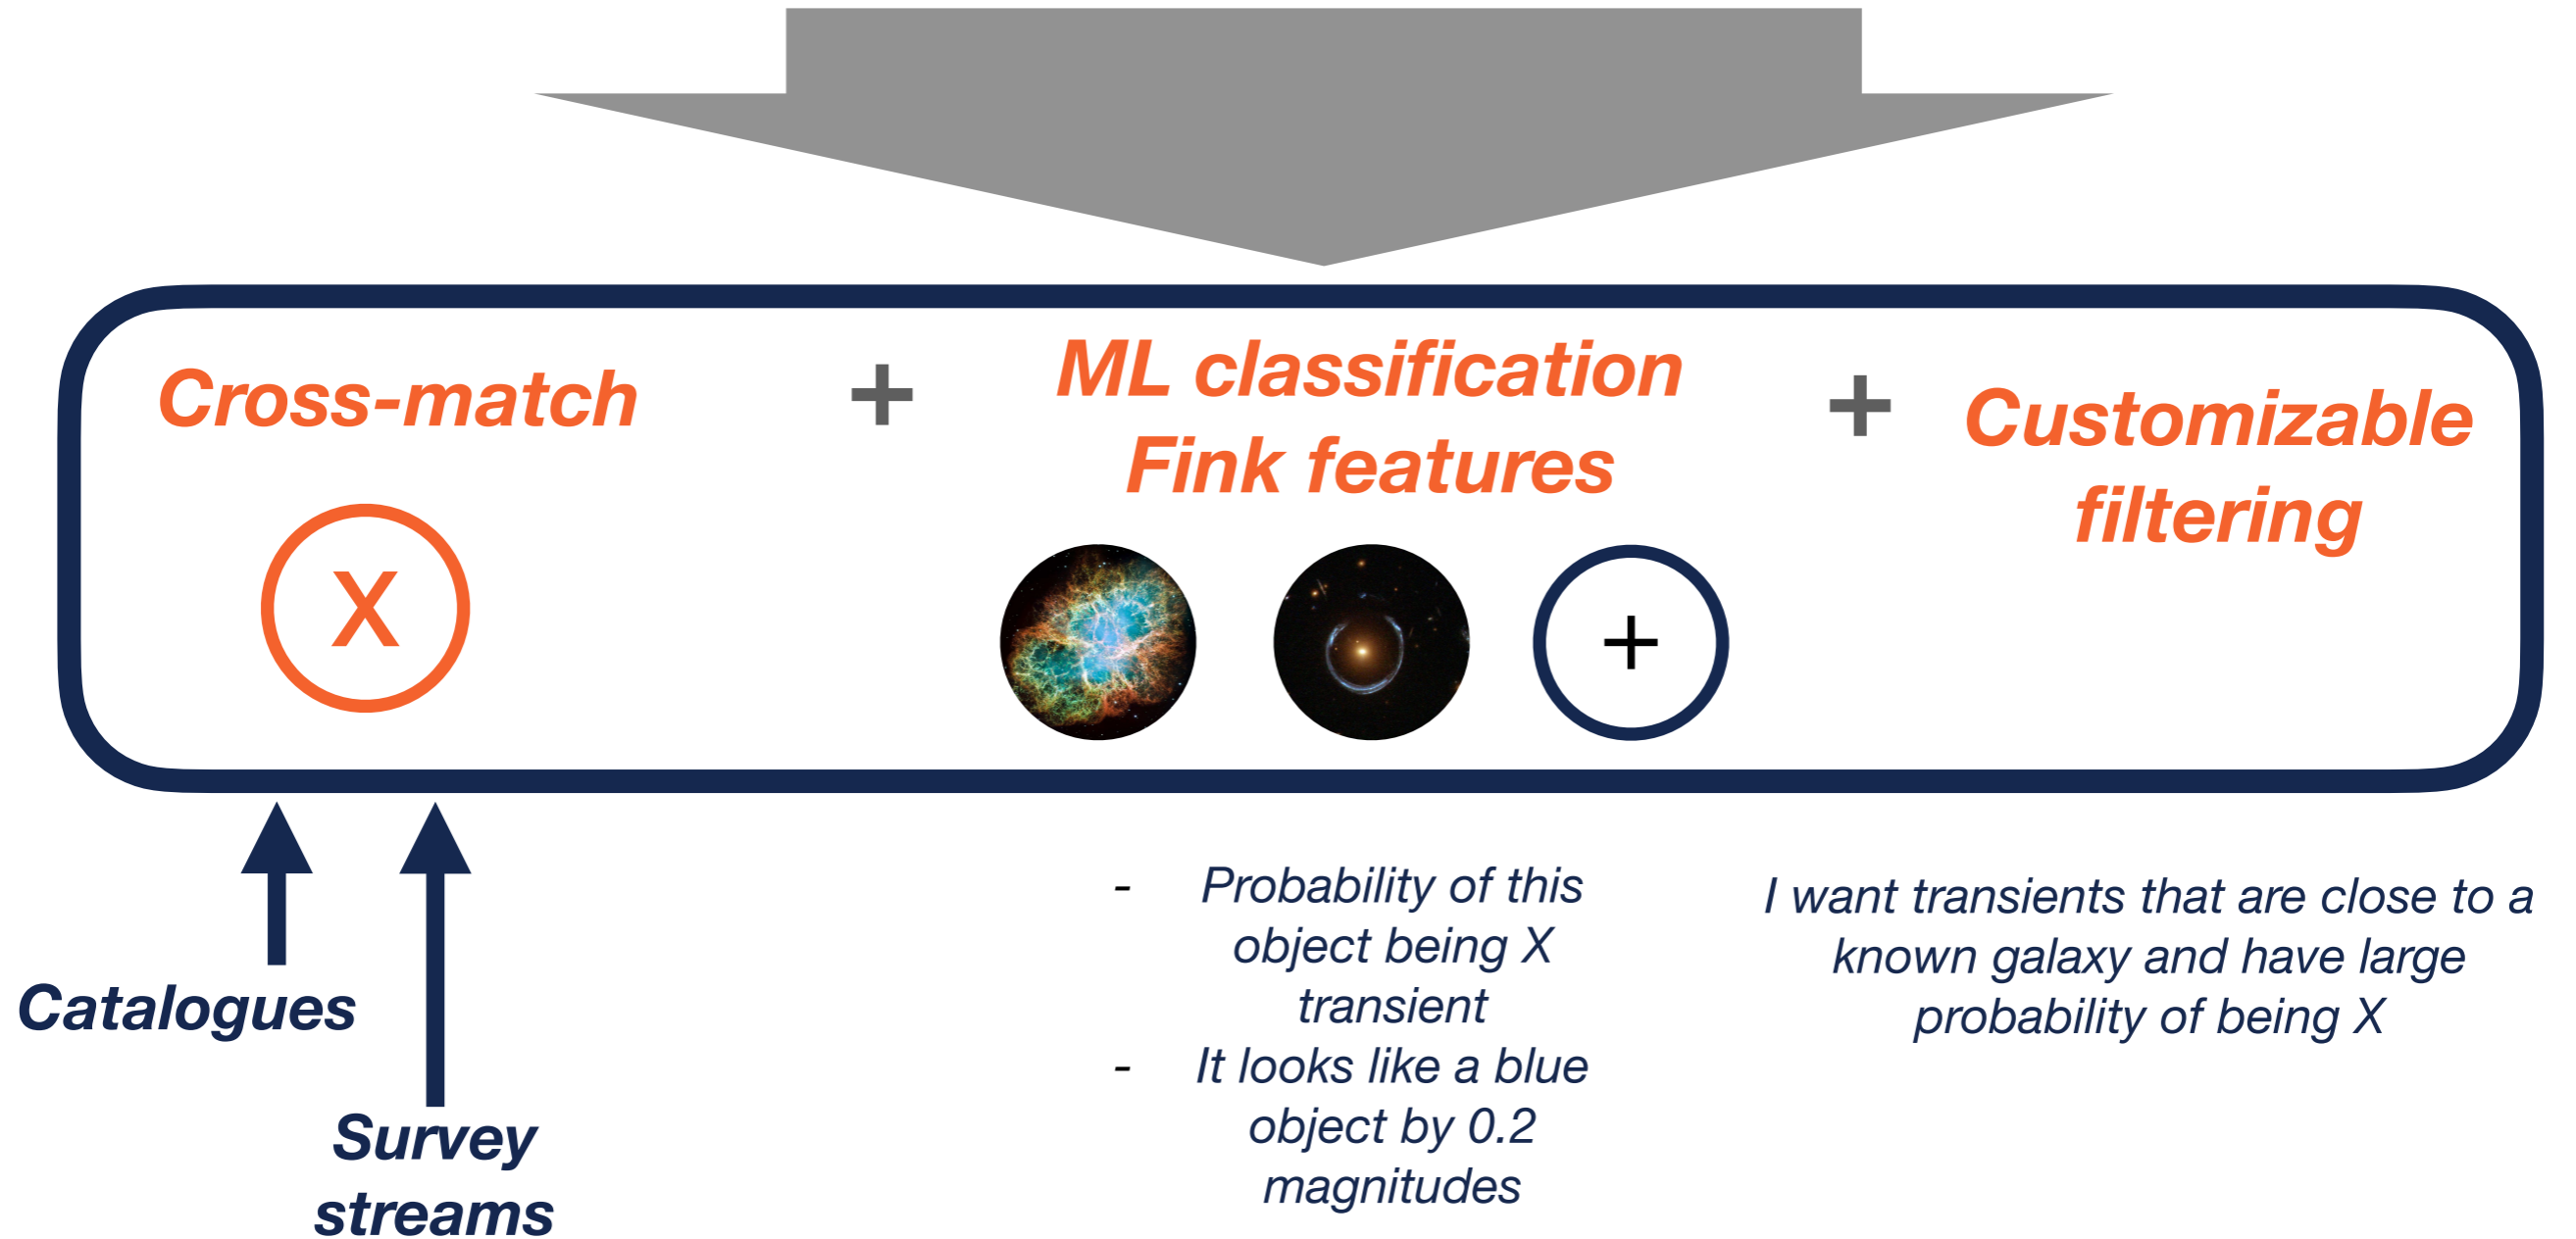 Cross-match
+
ML classification
Fink features
+
Customizable
filtering
X
+
Catalogues
Survey
streams
- Probability of this
object being X
transient
- It looks like a blue
object by 0.2
magnitudes
I want transients that are close to a
known galaxy and have large
probability of being X